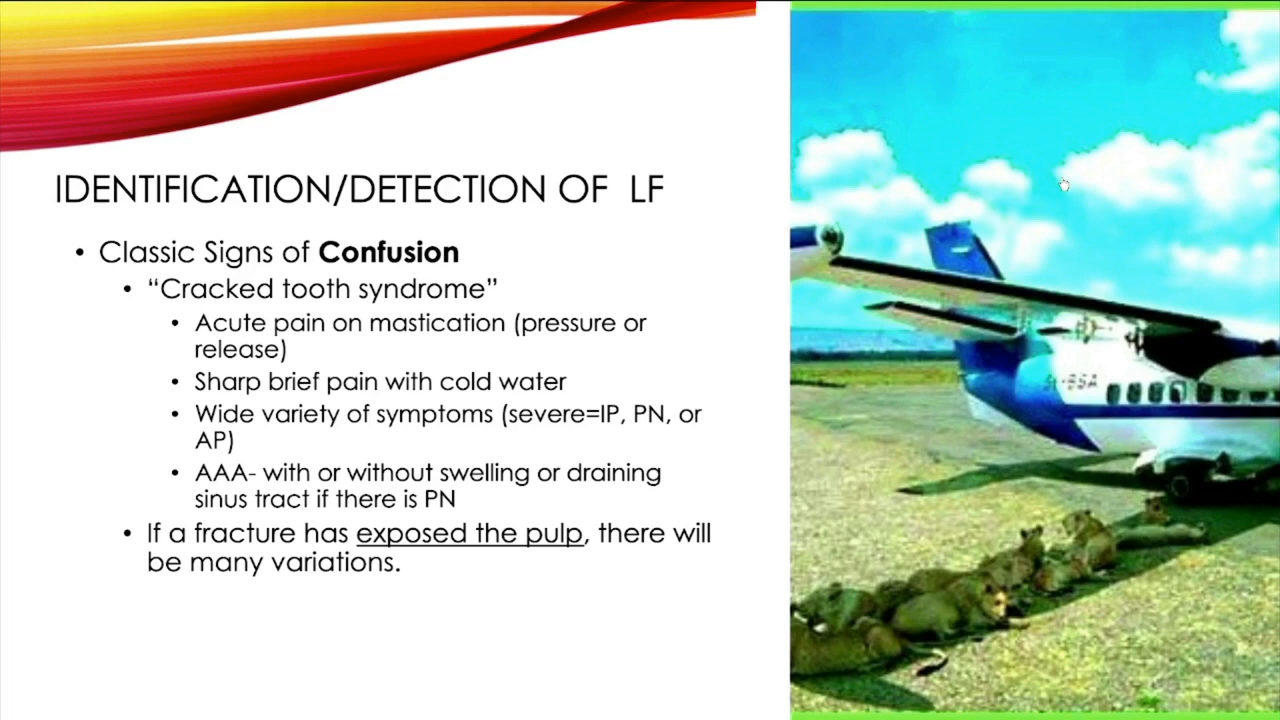 IDENTIFICATION/DETECTION OF LF
• Classic Signs of Confusion
• “Cracked tooth syndrome”
• Acute pain on mastication (pressure or
release)
• Sharp brief pain with cold water
• Wide variety of symptoms (severe=IP, PN, or
AP)
• AAA- with or without swelling or draining
sinus tract if there is PN
• If a fracture has exposed the pulp, there will
be many variations.